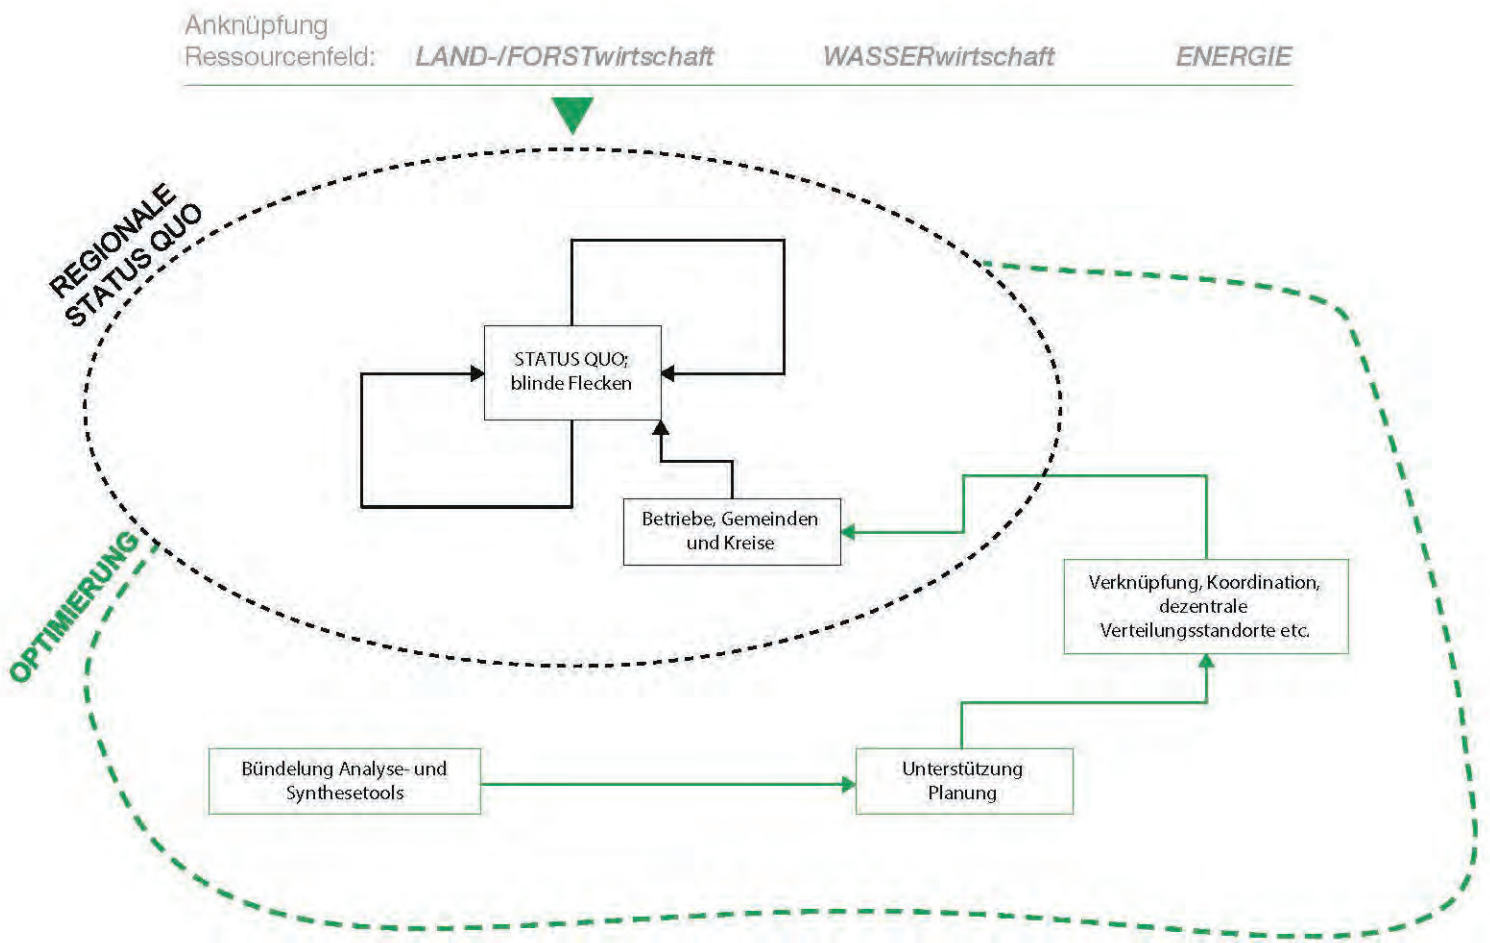 Anknüpfung
Ressourcenfeld: LAND-/FORSTwirtschaft WASSERwirtschaft ENERGIE
REGIONALE
STATUS QUO
STATUS QUO;
blinde Flecken
Betriebe, Gemeinden
und Kreise
OPTIMIERUNG
Verknüpfung, Koordination,
dezentrale
Verteilungsstandorte etc.
Bündelung Analyse- und
Synthesetools
Unterstützung
Planung